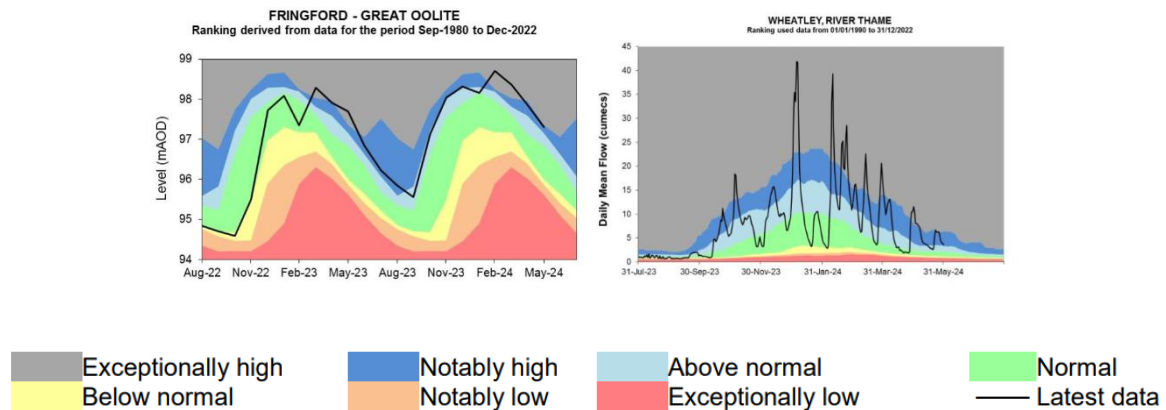 FRINGFORD - GREAT OOLITE
Ranking derived from data for the period Sep-1980 to Dec-2022
99
98
97
96
95
94
Level (mAOD)
Aug-22 Nov-22 Feb-23 May-23 Aug-23 Nov-23 Feb-24 May-24
WHEATLEY, RIVER THAME
Ranking used data from 01/01/1990 to 31/12/2022
45
40
35
30
25
20
15
10
5
0
Daily Mean Flow (cumecs)
31-Jul-23 30-Sep-23 30-Nov-23 31-Jan-24 31-Mar-24 31-May-24
Exceptionally high Notably high Above normal Normal
Below normal Notably low Exceptionally low Latest data